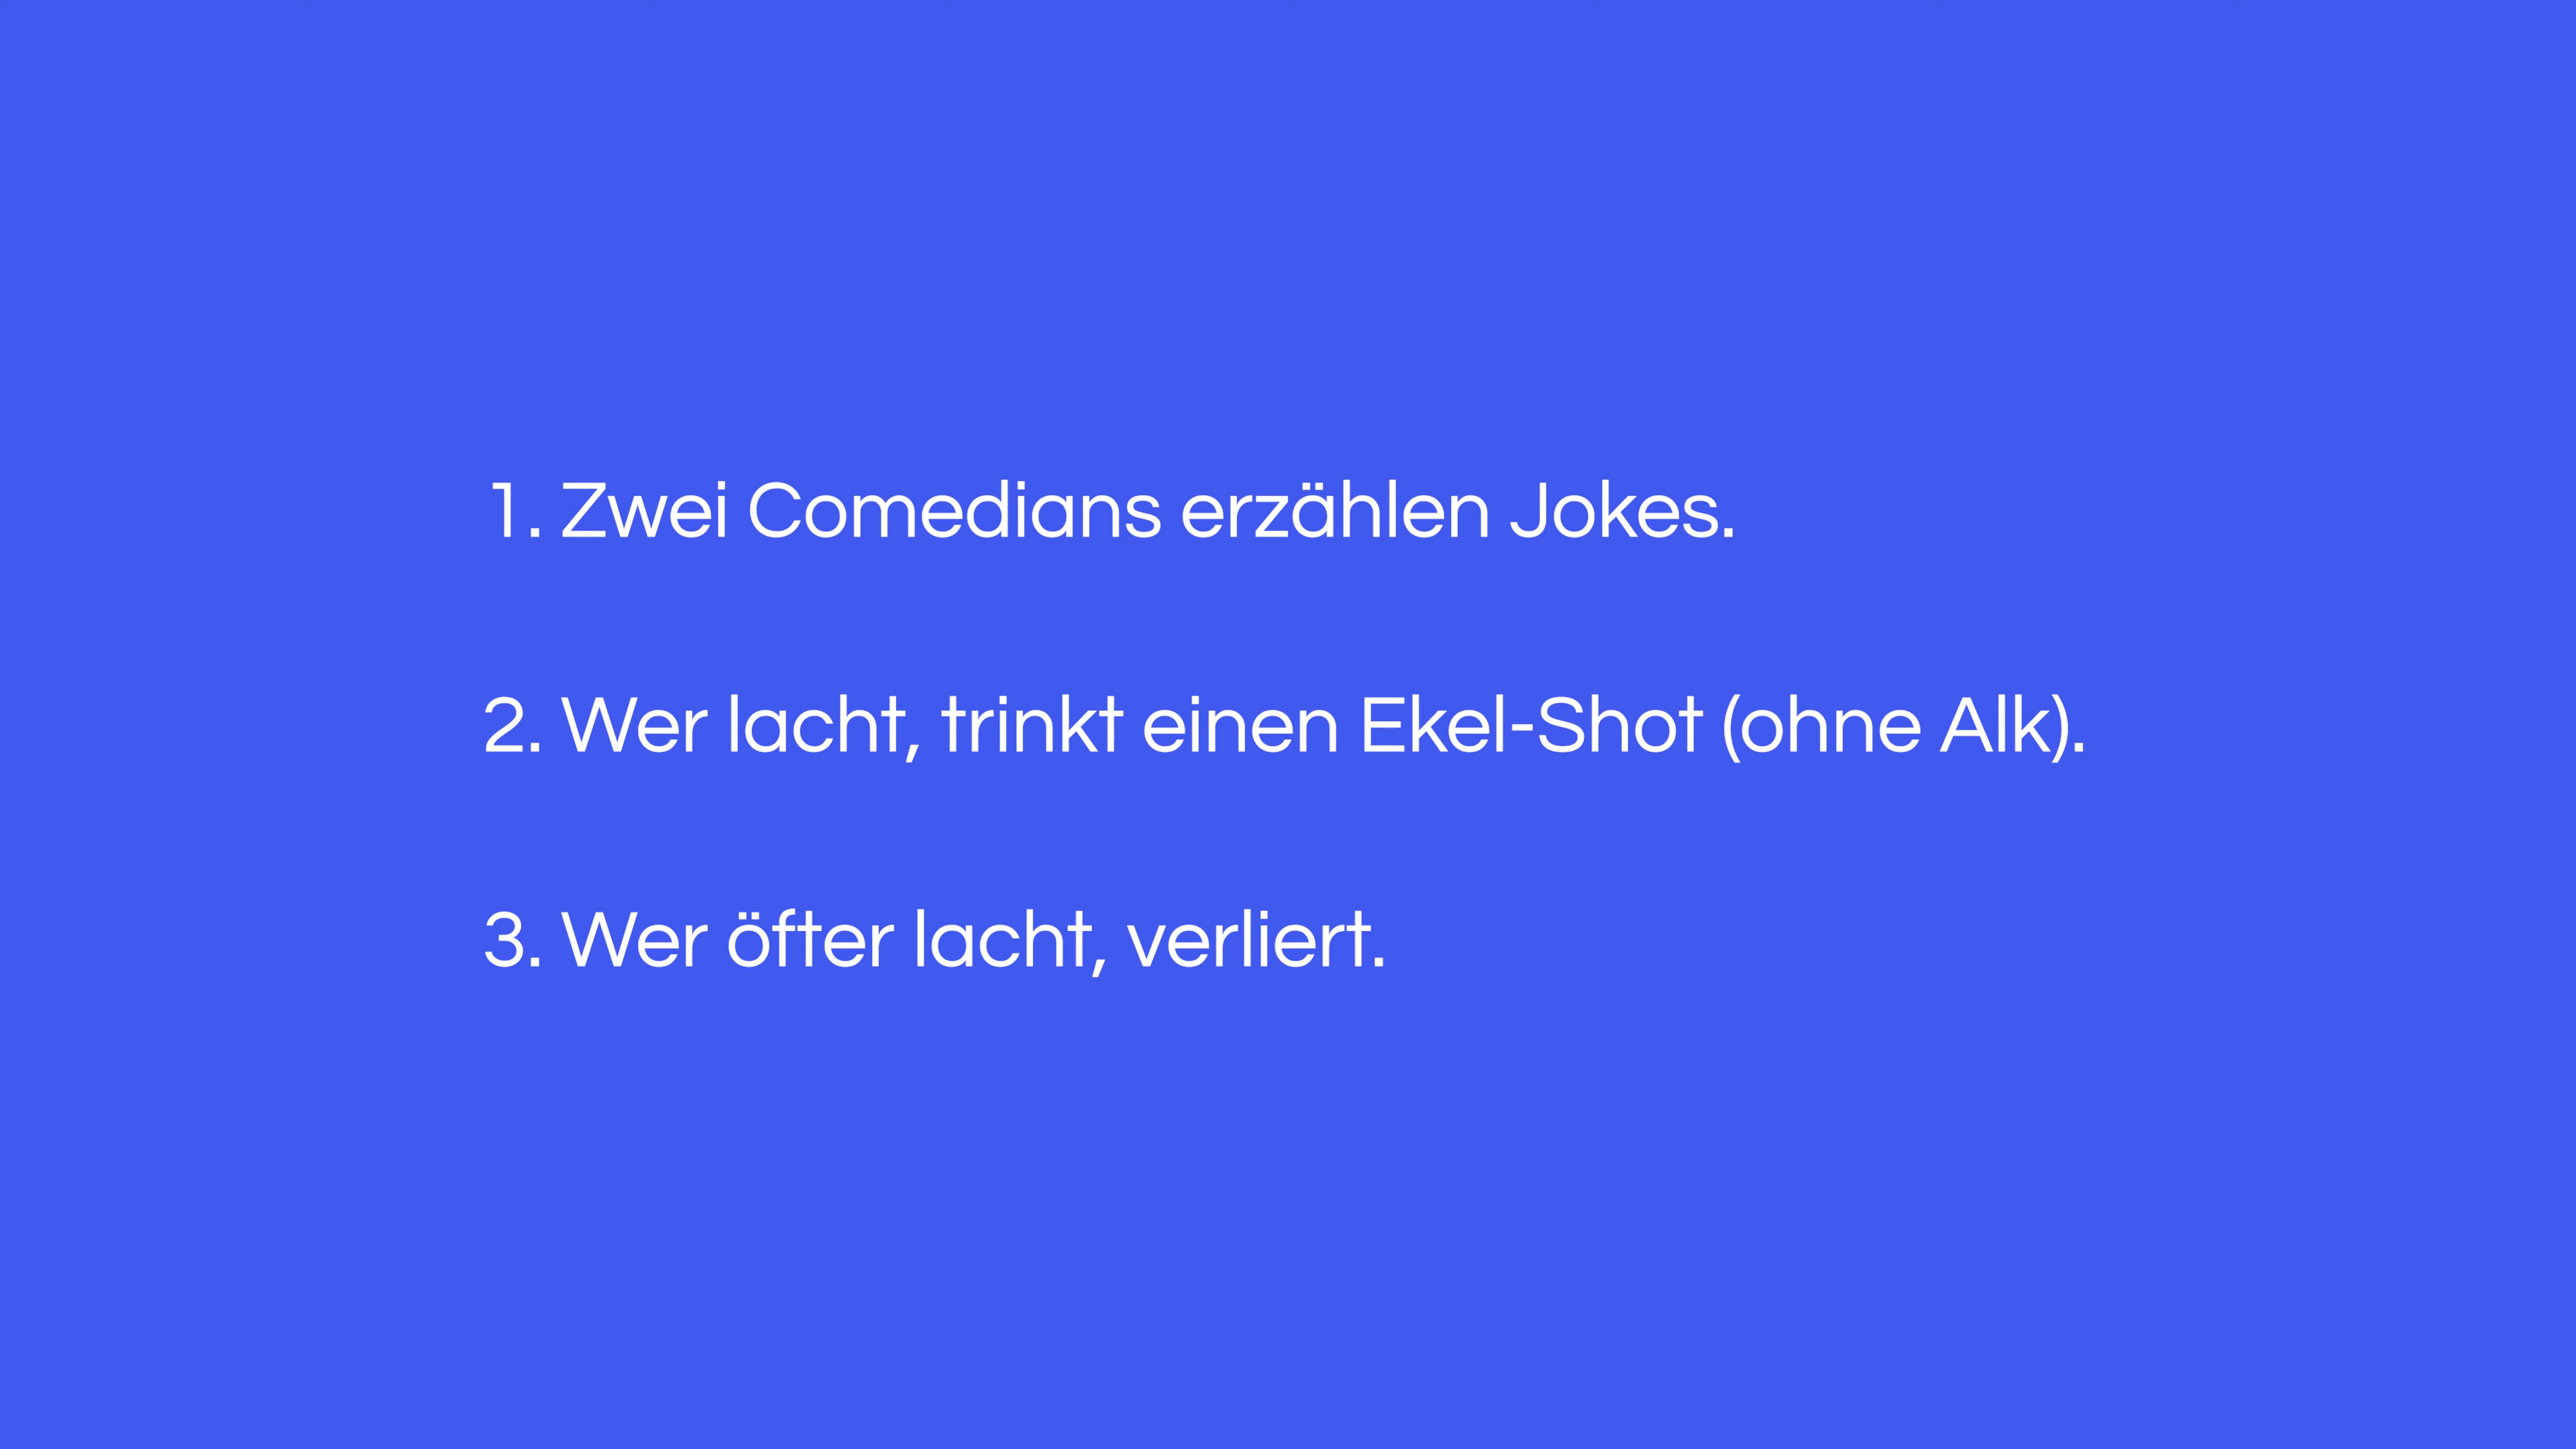 1. Zwei Comedians erzählen Jokes.
2. Wer lacht, trinkt einen Ekel-Shot (ohne Alk).
3. Wer öfter lacht, verliert.